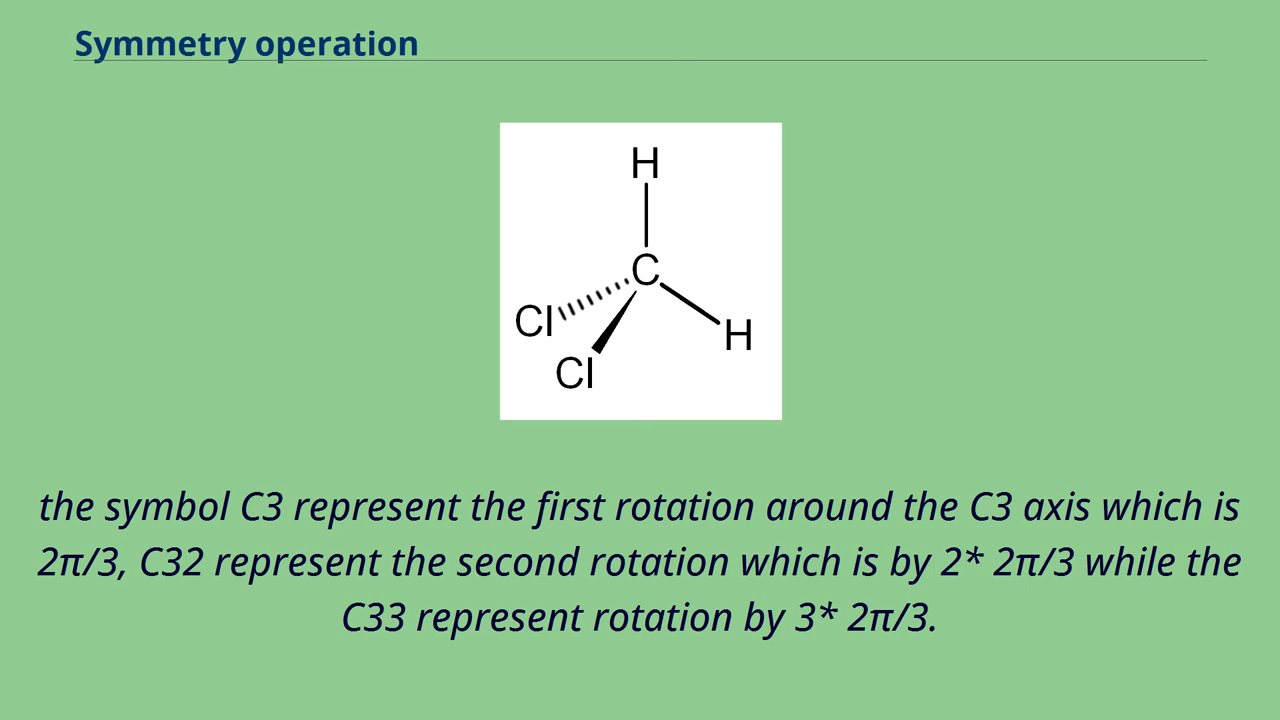 Symmetry operation
H
C
Cl
H
Cl
the symbol C3 represent the first rotation around the C3 axis which is
2π/3, C32 represent the second rotation which is by 2* 2π/3 while the
C33 represent rotation by 3* 2π/3.